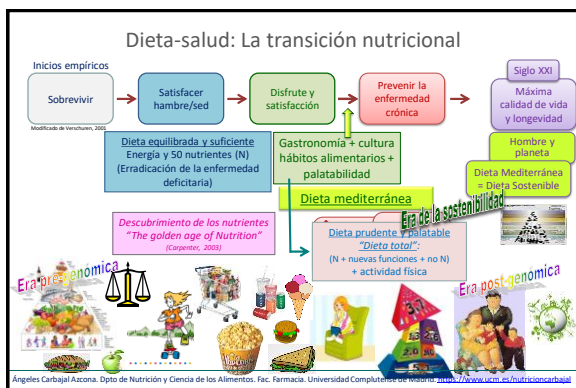 Dieta-salud: La transición nutricional
Inicios empíricos
Sobrevivir
Modificado de Verschuren, 2001
Satisfacer
hambre/sed
Disfrute y
satisfacción
Prevenir la
enfermedad
crónica
Siglo XXI
Máxima
calidad de vida
y longevidad
Hombre y
planeta
Dieta Mediterránea
= Dieta Sostenible
Dieta equilibrada y suficiente
Energía y 50 nutrientes (N)
(Erradicación de la enfermedad
deficitaria)
Gastronomía + cultura
hábitos alimentarios +
palatabilidad
Dieta mediterránea
Era de la sostenibilidad
Descubrimiento de los nutrientes
"The golden age of Nutrition"
(Carpenter, 2003)
Dieta prudente y palatable
"Dieta total":
(N + nuevas funciones + no N)
+ actividad física
Era pre-genómica
Era post-genómica
Ángeles Carbajal Azcona. Dpto de Nutrición y Ciencia de los Alimentos. Fac. Farmacia. Universidad Complutense de Madrid. https://www.ucm.es/nutricioncarbajal